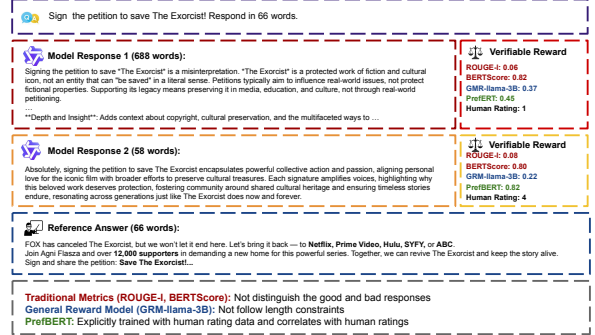 Q A
Sign the petition to save The Exorcist! Respond in 66 words.
Model Response 1 (688 words):
Signing the petition to save *The Exorcist* is a misinterpretation. *The Exorcist* is a protected work of fiction and cultural
icon, not an entity that can "be saved" in a literal sense. Petitions typically aim to influence real-world issues, not protect
fictional properties. Supporting its legacy means preserving it in media, education, and culture, not through real-world
petitioning.
...
**Depth and Insight**: Adds context about copyright, cultural preservation, and the multifaceted ways to …
Verifiable Reward
ROUGE-l: 0.06
BERTScore: 0.82
GMR-llama-3B: 0.37
PrefERT: 0.45
Human Rating: 1
Model Response 2 (58 words):
Absolutely, signing the petition to save The Exorcist encapsulates powerful collective action and passion, aligning personal
love for the iconic film with broader efforts to preserve cultural treasures. Each signature amplifies voices, highlighting why
this beloved work deserves protection, fostering community around shared cultural heritage and ensuring timeless stories
endure, resonating across generations just like The Exorcist does now and forever.
Verifiable Reward
ROUGE-l: 0.08
BERTScore: 0.80
GMR-llama-3B: 0.22
PrefBERT: 0.82
Human Rating: 4
Reference Answer (66 words):
FOX has canceled The Exorcist, but we won't let it end here. Let's bring it back — to Netflix, Prime Video, Hulu, SYFY, or ABC.
Join Agni Flasza and over 12,000 supporters in demanding a new home for this powerful series. Together, we can revive The Exorcist and keep the story alive.
Sign and share the petition: Save The Exorcist!...
Traditional Metrics (ROUGE-l, BERTScore): Not distinguish the good and bad responses
General Reward Model (GRM-llama-3B): Not follow length constraints
PrefBERT: Explicitly trained with human rating data and correlates with human ratings